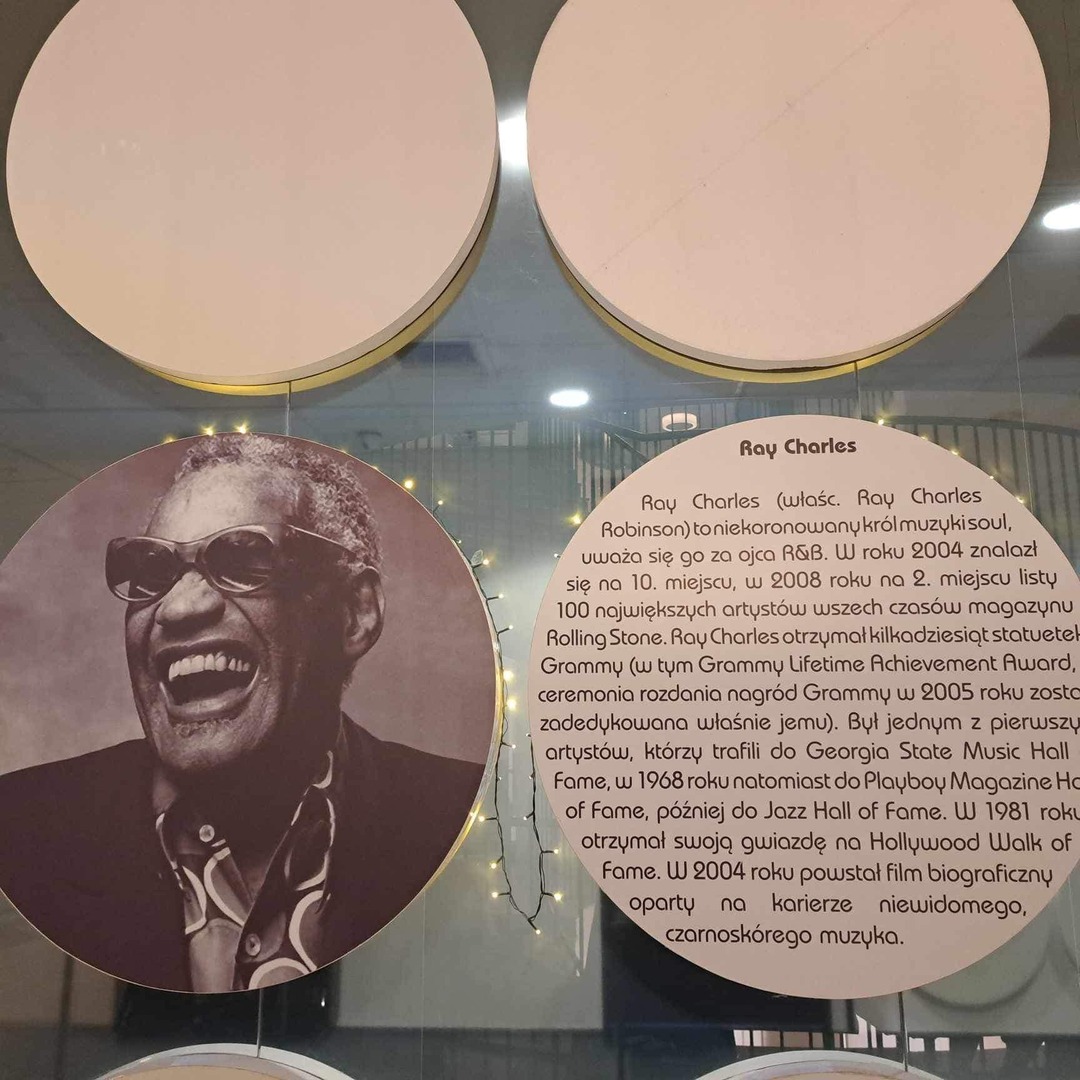 Ray Charles
Ray Charles (właśc. Ray Charles
Robinson) to niekoronowany król muzyki soul,
uważa się go za ojca R&B. W roku 2004 znalazł
się na 10. miejscu, w 2008 roku na 2. miejscu listy
100 największych artystów wszech czasów magazynu
Rolling Stone. Ray Charles otrzymał kilkadziesiąt statuetek
Grammy (w tym Grammy Lifetime Achievement Award,
ceremonia rozdania nagród Grammy w 2005 roku
zadedykowana właśnie jemu). Był jednym z
artystów, którzy trafili do Georgia State Music Hall
Fame, w 1968 roku natomiast do Playboy Magazine
of Fame, później do Jazz Hall of Fame. W 1981 roku
otrzymał swoją gwiazdę na Hollywood Walk of
Fame. W 2004 roku powstał film biograficzny
oparty na karierze niewidomego,
czarnoskórego muzyka.